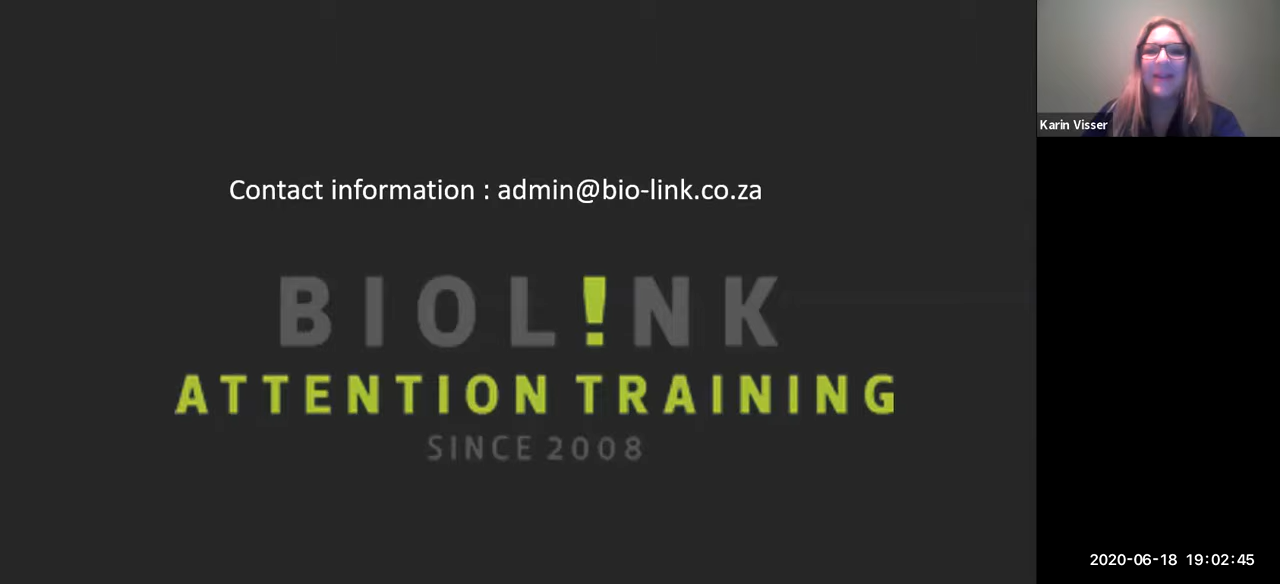 Contact information : admin@bio-link.co.za
BIOL!NK
ATTENTION TRAINING
SINCE 2008
Karin Visser
2020-06-18 19:02:45